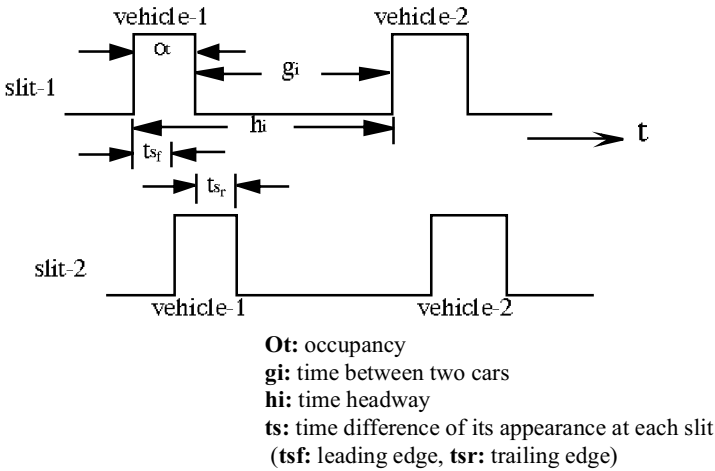 vehicle-1 vehicle-2
Ot
gi
slit-1
hi
t
tsf
tsr
slit-2
vehicle-1 vehicle-2
Ot: occupancy
gi: time between two cars
hi: time headway
ts: time difference of its appearance at each slit
(tsf: leading edge, tsr: trailing edge)